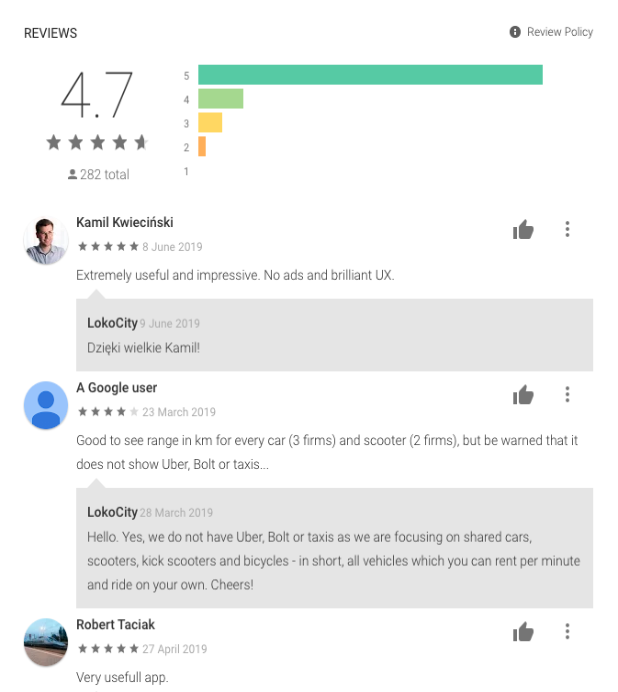 REVIEWS
Review Policy
4.7
282 total
5
4
3
2
1
Kamil Kwieciński
8 June 2019
Extremely useful and impressive. No ads and brilliant UX.
LokoCity 9 June 2019
Dzięki wielkie Kamil!
A Google user
23 March 2019
Good to see range in km for every car (3 firms) and scooter (2 firms), but be warned that it
does not show Uber, Bolt or taxis...
LokoCity 28 March 2019
Hello. Yes, we do not have Uber, Bolt or taxis as we are focusing on shared cars,
scooters, kick scooters and bicycles - in short, all vehicles which you can rent per minute
and ride on your own. Cheers!
Robert Taciak
27 April 2019
Very usefull app.